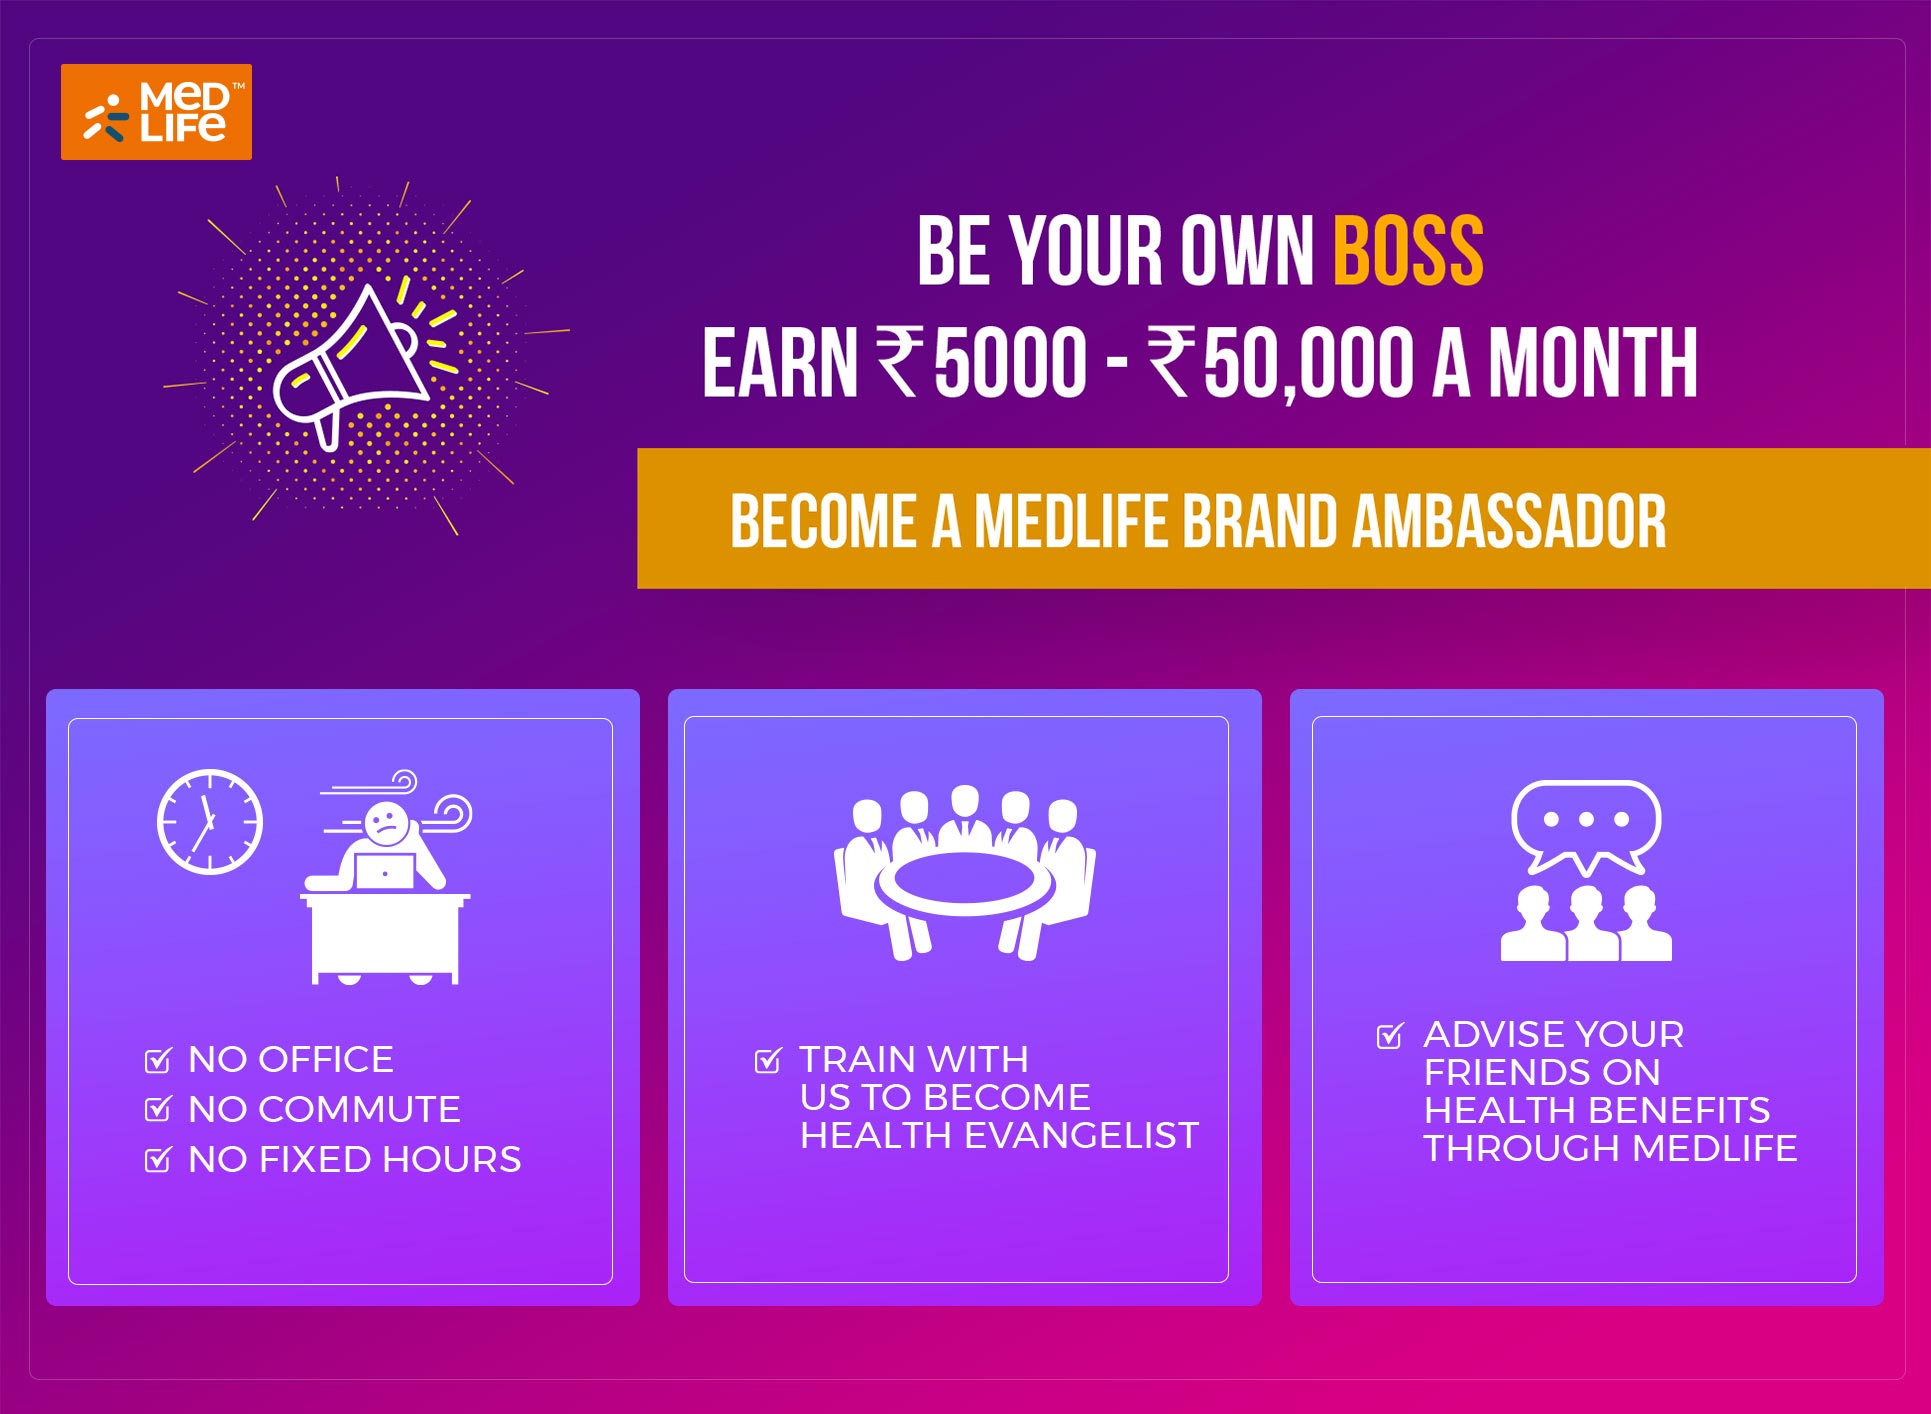 MeD™
LIFe
BE YOUR OWN BOSS
EARN ₹5000 - ₹50,000 A MONTH
BECOME A MEDLIFE BRAND AMBASSADOR
NO OFFICE
NO COMMUTE
NO FIXED HOURS
TRAIN WITH
US TO BECOME
HEALTH EVANGELIST
ADVISE YOUR
FRIENDS ON
HEALTH BENEFITS
THROUGH MEDLIFE